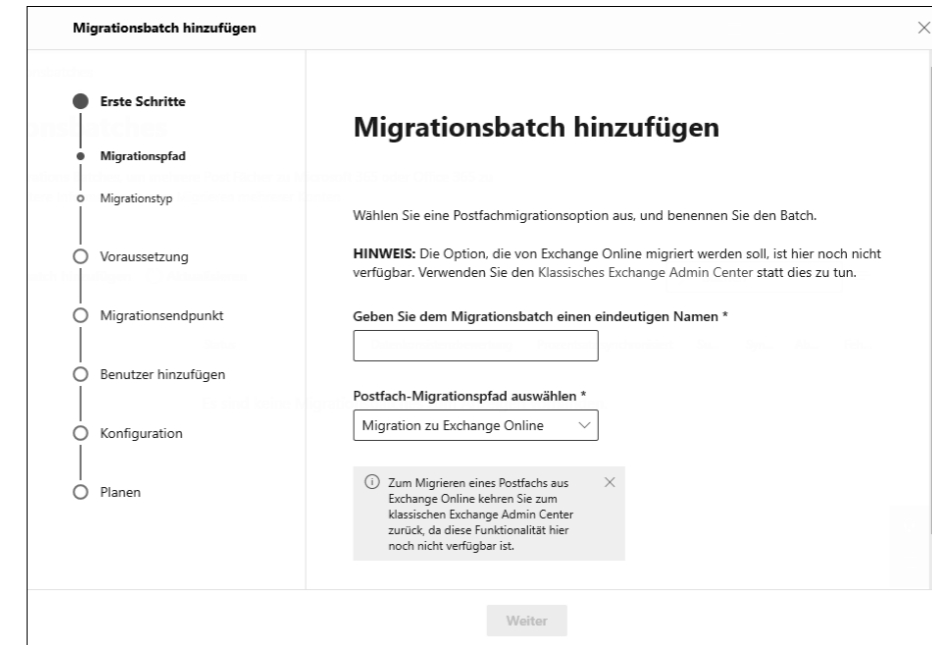 Migrationsbatch hinzufügen
Erste Schritte
Migrationspfad
Migrationstyp
Voraussetzung
Migrationsendpunkt
Benutzer hinzufügen
Konfiguration
Planen
Migrationsbatch hinzufügen
Wählen Sie eine Postfachmigrationsoption aus, und benennen Sie den Batch.
HINWEIS: Die Option, die von Exchange Online migriert werden soll, ist hier noch nicht
verfügbar. Verwenden Sie den Klassisches Exchange Admin Center statt dies zu tun.
Geben Sie dem Migrationsbatch einen eindeutigen Namen *
Postfach-Migrationspfad auswählen *
Migration zu Exchange Online
Zum Migrieren eines Postfachs aus
Exchange Online kehren Sie zum
klassischen Exchange Admin Center
zurück, da diese Funktionalität hier
noch nicht verfügbar ist.
Weiter